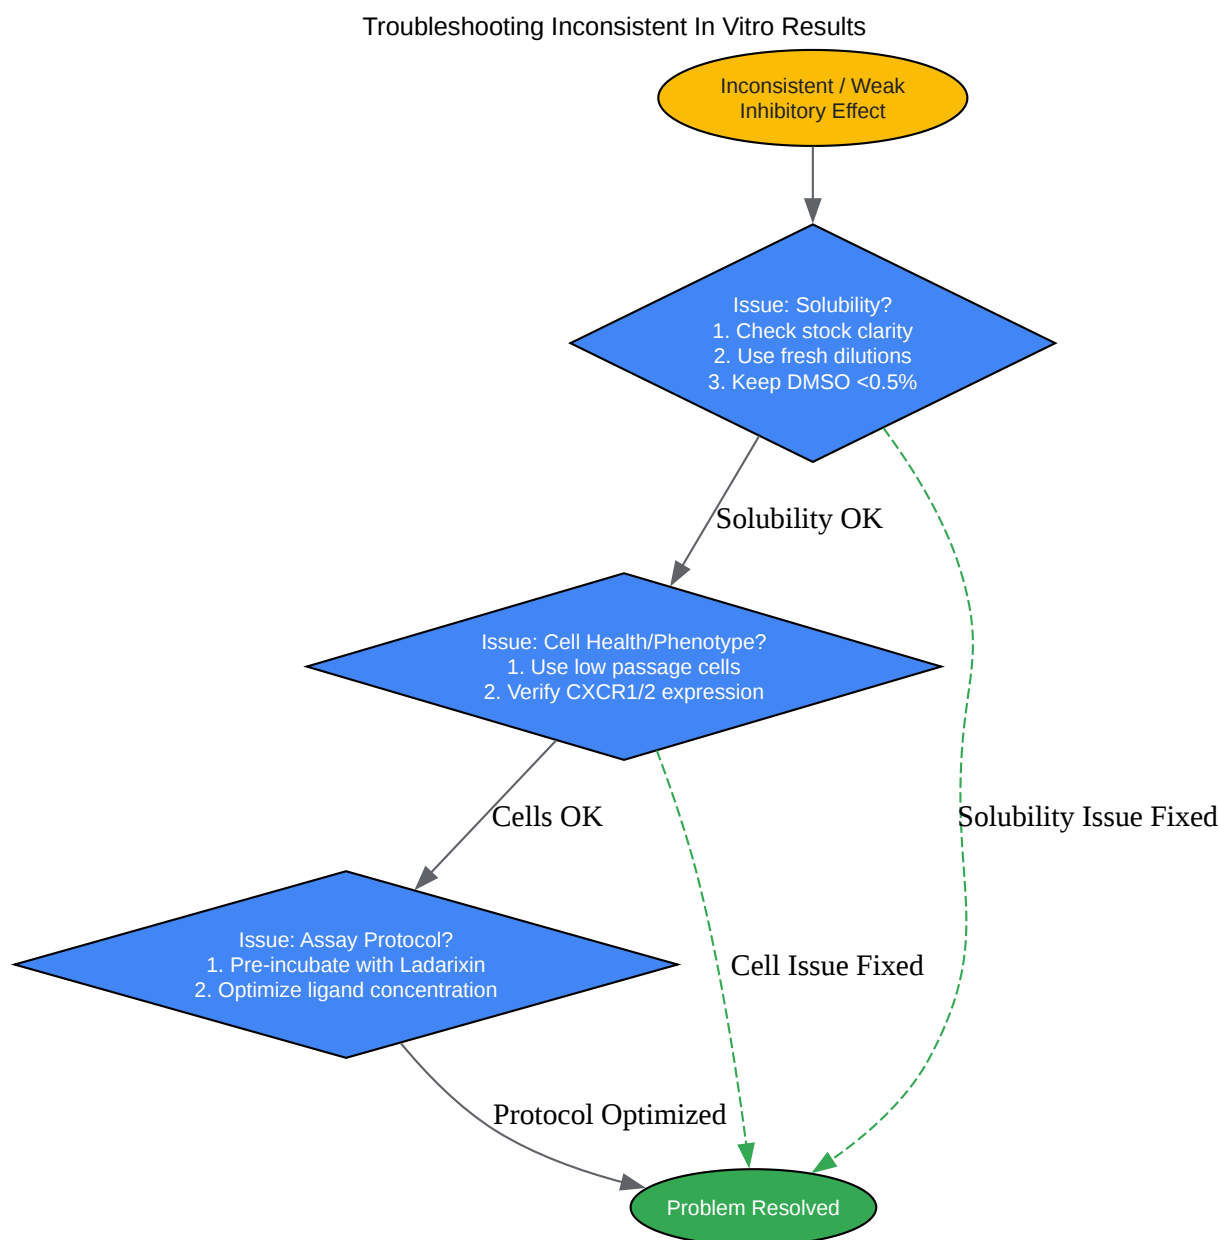 Troubleshooting Inconsistent In Vitro Results
Inconsistent / Weak
Inhibitory Effect
Issue: Solubility?
1. Check stock clarity
2. Use fresh dilutions
3. Keep DMSO <0.5%
Solubility OK
Issue: Cell Health/Phenotype?
1. Use low passage cells
2. Verify CXCR1/2 expression
Cells OK
Solubility Issue Fixed
Issue: Assay Protocol?
1. Pre-incubate with Ladarixin
2. Optimize ligand concentration
Cell Issue Fixed
Protocol Optimized
Problem Resolved